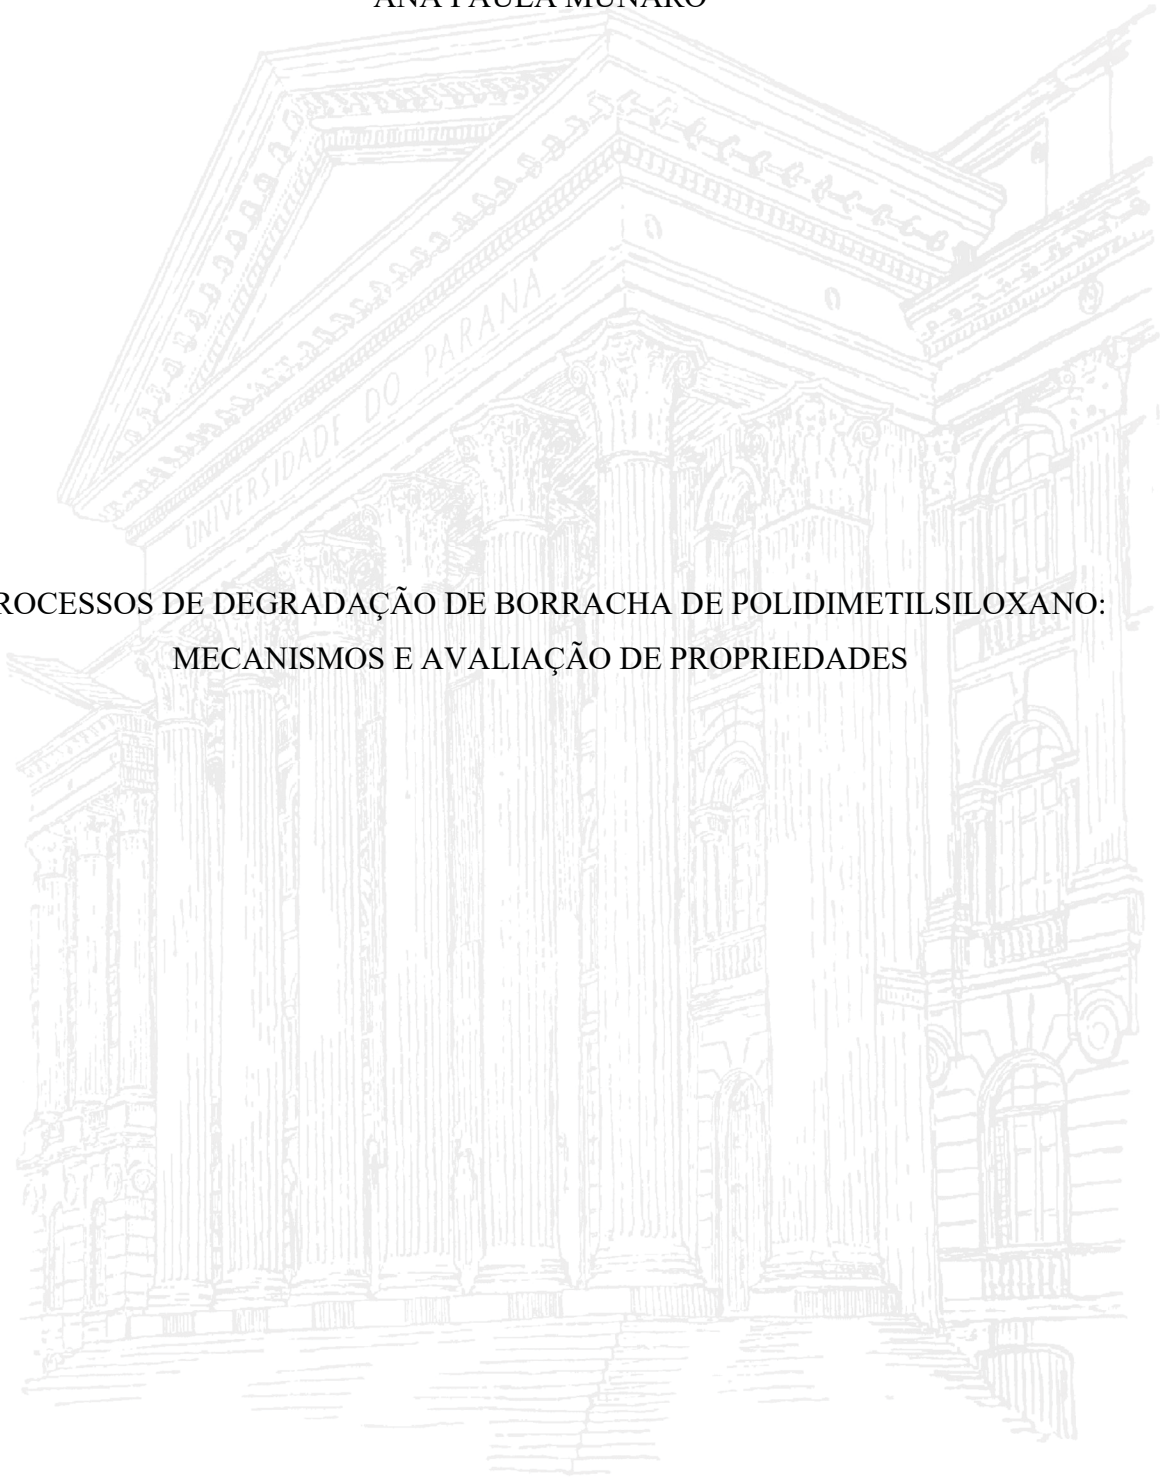 ANA PAULA MUNARO
UNIVERSIDADE DO PARANÁ
ROCESSOS DE DEGRADAÇÃO DE BORRACHA DE POLIDIMETILSILOXANO:
MECANISMOS E AVALIAÇÃO DE PROPRIEDADES